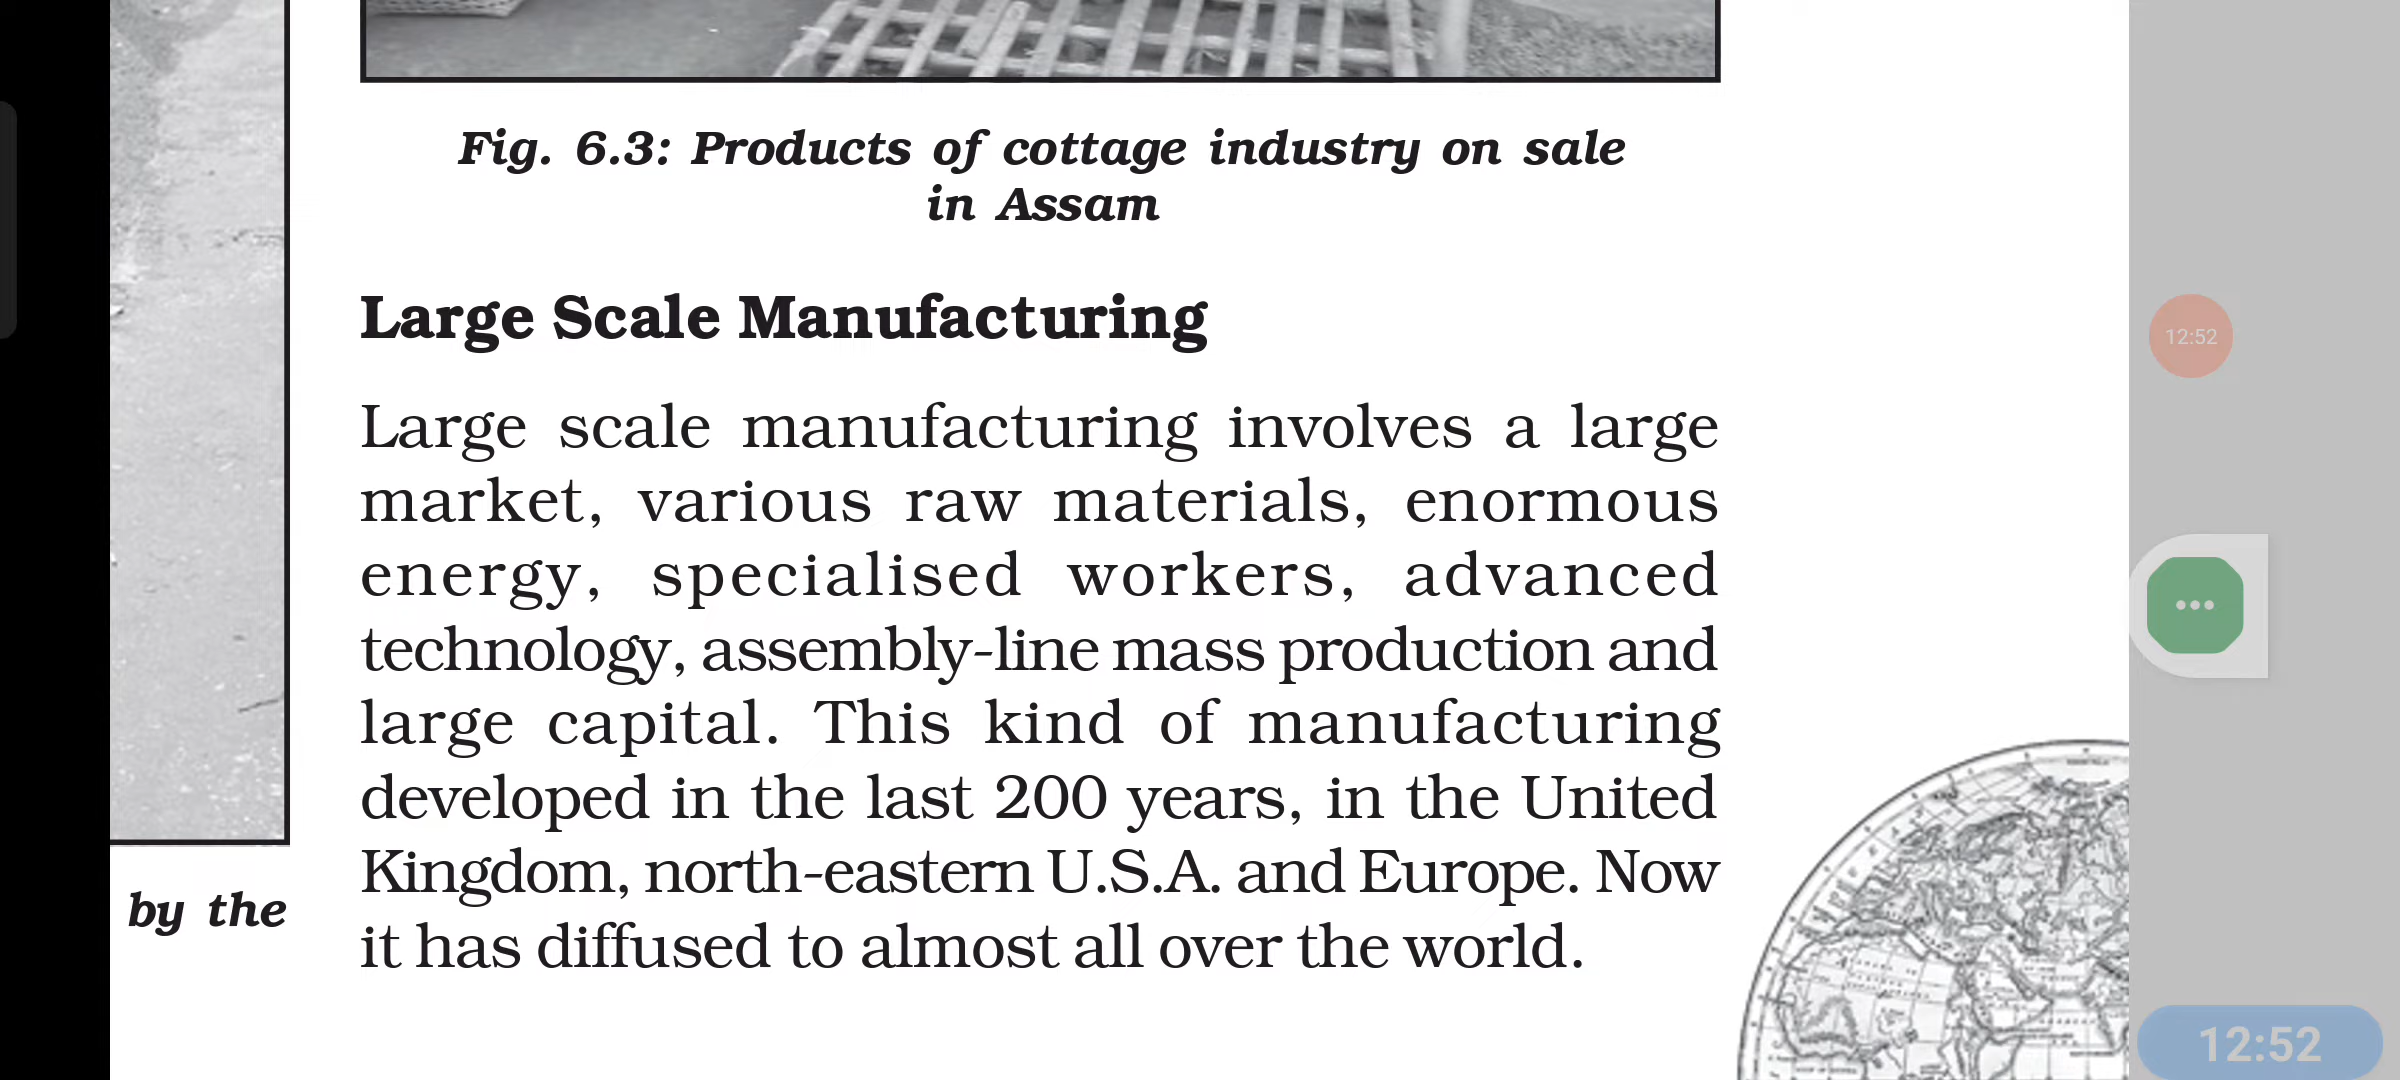 Fig. 6.3: Products of cottage industry on sale
in Assam
Large Scale Manufacturing
Large scale manufacturing involves a large
market, various raw materials, enormous
energy, specialised workers, advanced
technology, assembly-line mass production and
large capital. This kind of manufacturing
developed in the last 200 years, in the United
Kingdom, north-eastern U.S.A. and Europe. Now
it has diffused to almost all over the world.
by the
12:52
12:52